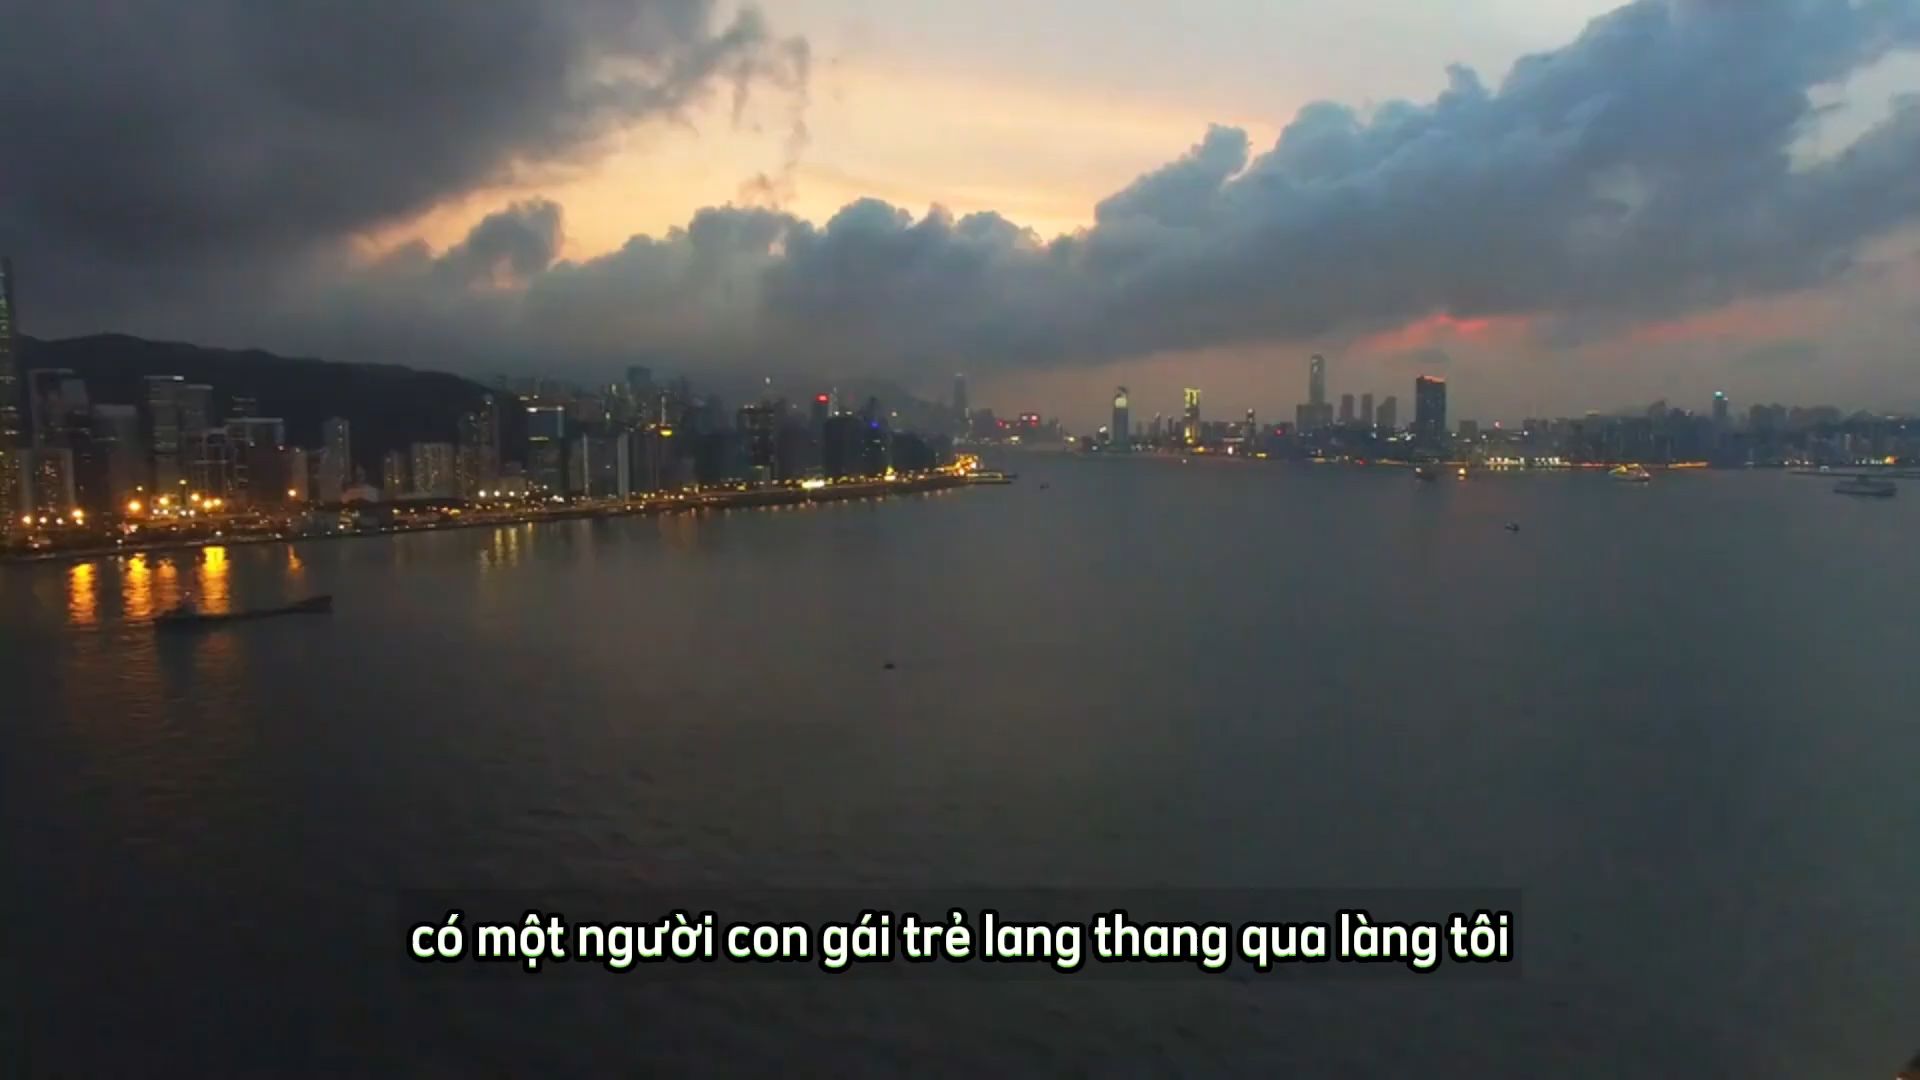 có một người con gái trẻ lang thang qua làng tôi